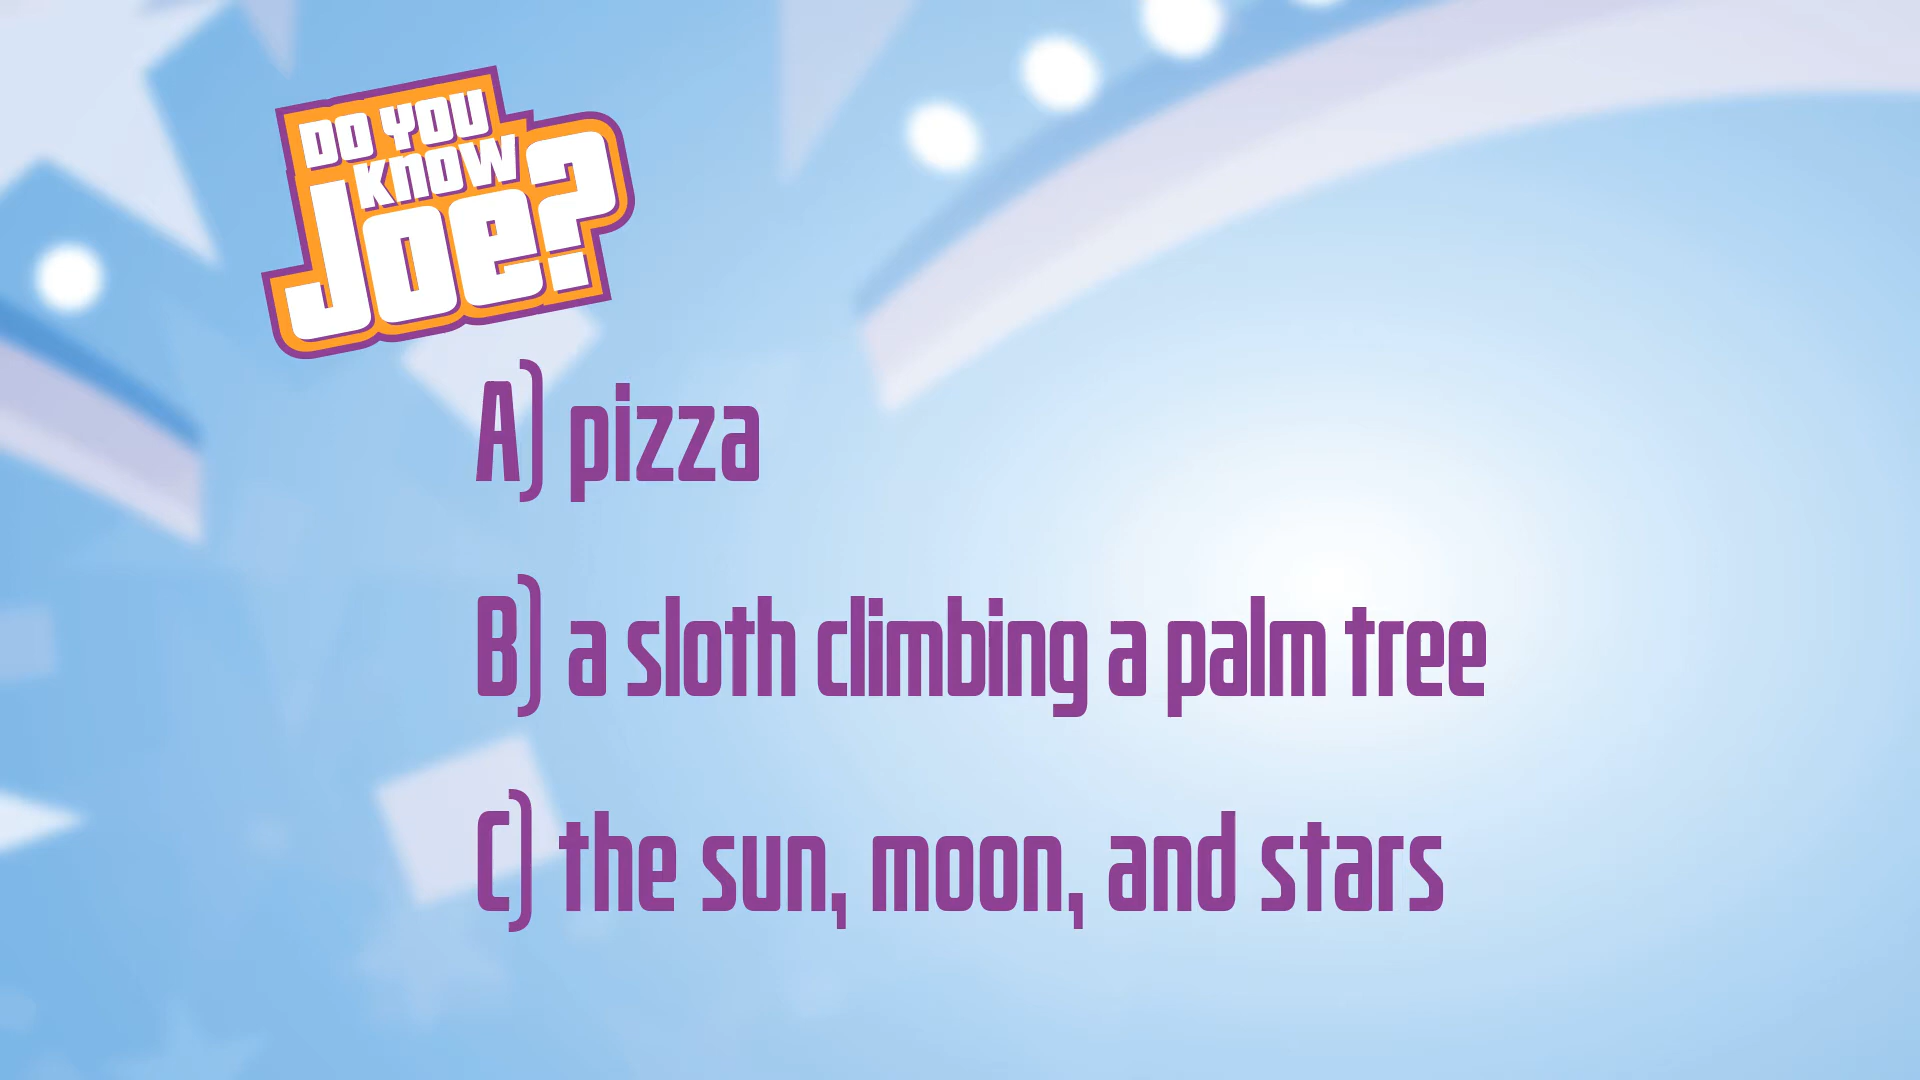 DO YOU
KNOW
Joe?
A) pizza
B) a sloth climbing a palm tree
C) the sun, moon, and stars